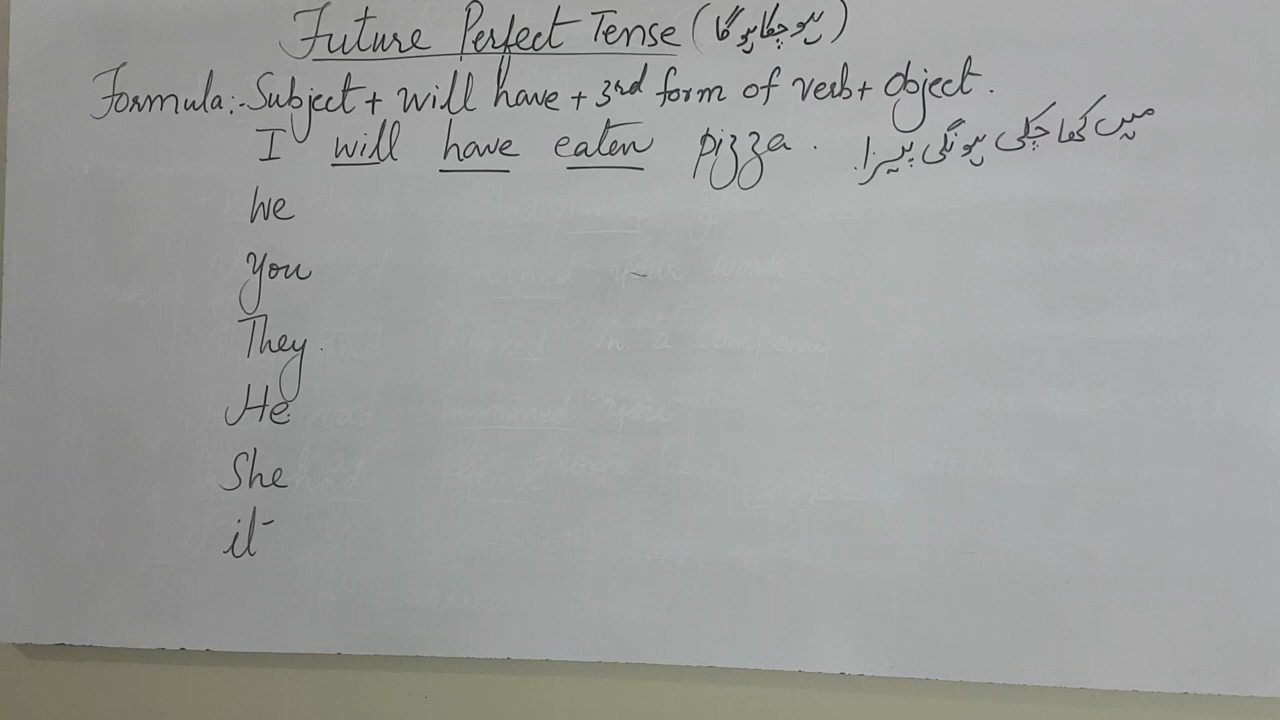 Future Perfect Tense (ہو چکا ہو گا)
Formula:- Subject + will have + 3rd form of verb + Object.
I will have eaten pizza. میں کھا چکی ہونگی پیزا.
We
You
They.
He
She
it